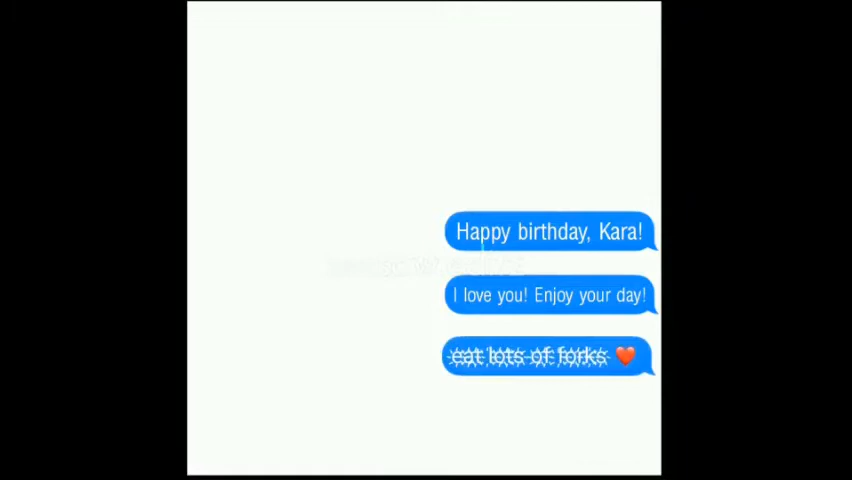 Happy birthday, Kara!
I love you! Enjoy your day!
eat lots of forks ❤️